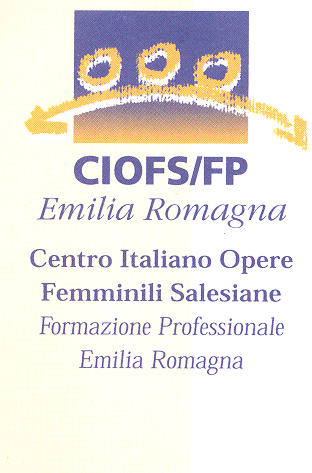 CIOFS/FP
Emilia Romagna
Centro Italiano Opere
Femminili Salesiane
Formazione Professionale
Emilia Romagna